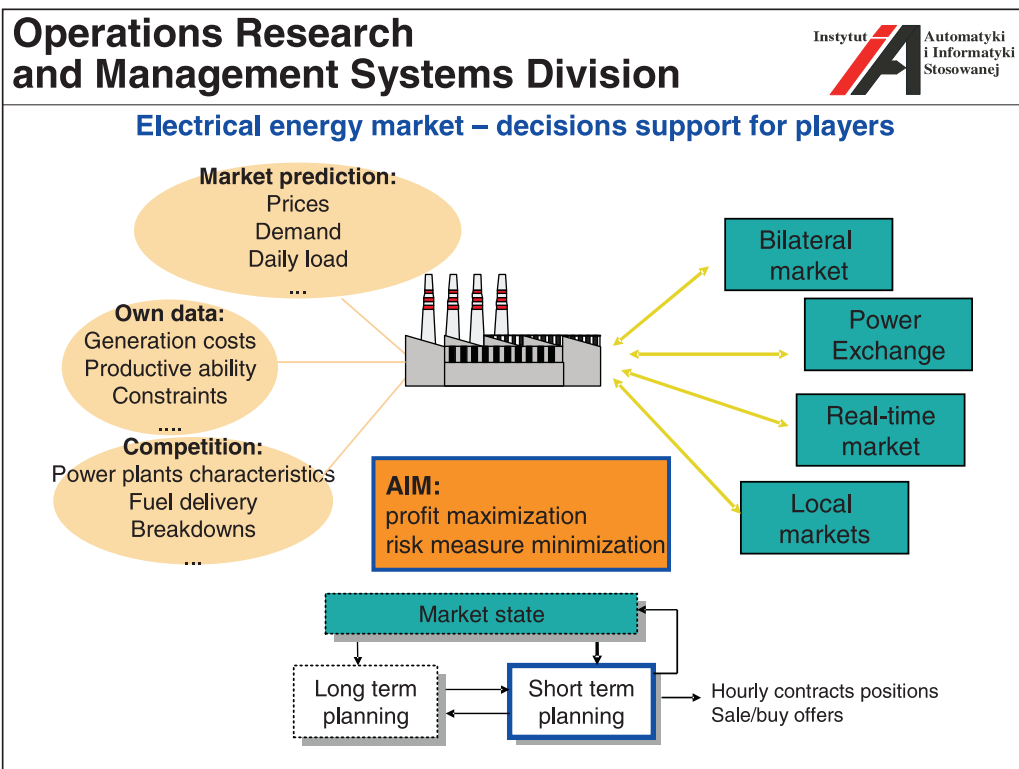 Operations Research
and Management Systems Division
Instytut
Automatyki
i Informatyki
Stosowanej
Electrical energy market – decisions support for players
Market prediction:
Prices
Demand
Daily load
...
Own data:
Generation costs
Productive ability
Constraints
....
Competition:
Power plants characteristics
Fuel delivery
Breakdowns
...
Bilateral
market
Power
Exchange
Real-time
market
Local
markets
AIM:
profit maximization
risk measure minimization
Market state
Long term
planning
Short term
planning
Hourly contracts positions
Sale/buy offers